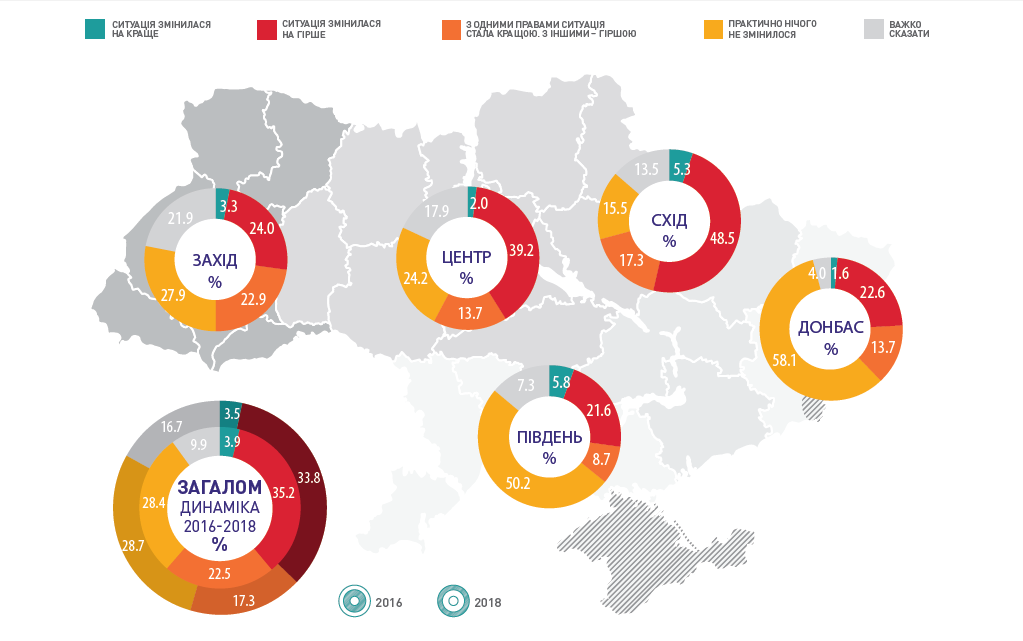 СИТУАЦІЯ ЗМІНИЛАСЯ
НА КРАЩЕ
СИТУАЦІЯ ЗМІНИЛАСЯ
НА ГІРШЕ
З ОДНИМИ ПРАВАМИ СИТУАЦІЯ
СТАЛА КРАЩОЮ. З ІНШИМИ – ГІРШОЮ
ПРАКТИЧНО НІЧОГО
НЕ ЗМІНИЛОСЯ
ВАЖКО
СКАЗАТИ
3.3
24.0
22.9
27.9
21.9
ЗАХІД
%
2.0
39.2
13.7
24.2
17.9
ЦЕНТР
%
5.3
48.5
17.3
15.5
13.5
СХІД
%
1.6
22.6
13.7
58.1
4.0
ДОНБАС
%
5.8
21.6
8.7
50.2
7.3
ПІВДЕНЬ
%
3.5
33.8
17.3
28.7
16.7
3.9
35.2
22.5
28.4
9.9
ЗАГАЛОМ
ДИНАМІКА
2016-2018
%
2016
2018